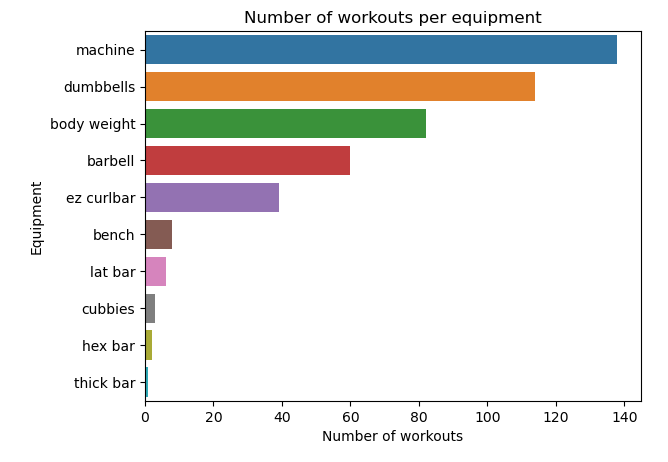 Number of workouts per equipment
machine
dumbbells
body weight
barbell
ez curlbar
bench
lat bar
cubbies
hex bar
thick bar
Equipment
0 20 40 60 80 100 120 140
Number of workouts